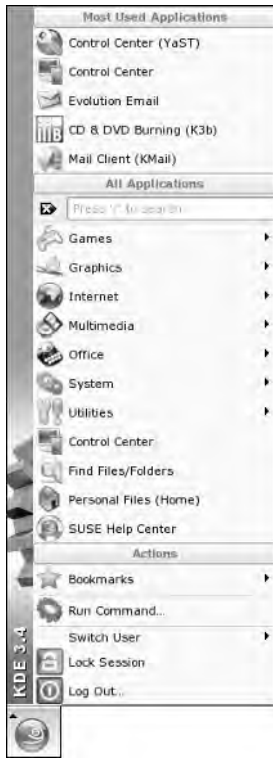 Most Used Applications
Control Center (YaST)
Control Center
Evolution Email
CD & DVD Burning (K3b)
Mail Client (KMail)
All Applications
Press '/' to search
Games
Graphics
Internet
Multimedia
Office
System
Utilities
Control Center
Find Files/Folders
Personal Files (Home)
SUSE Help Center
Actions
Bookmarks
Run Command...
Switch User
Lock Session
Log Out...
KDE 3.4